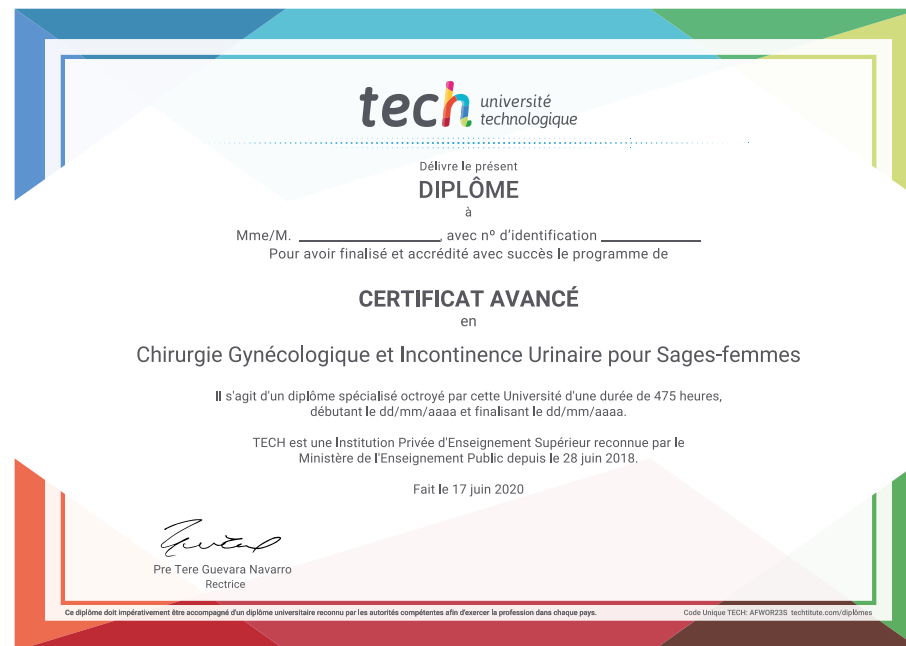 tech université
technologique
Délivre le présent
DIPLÔME
à
Mme/M. ____________________, avec nº d'identification ______________
Pour avoir finalisé et accrédité avec succès le programme de
CERTIFICAT AVANCÉ
en
Chirurgie Gynécologique et Incontinence Urinaire pour Sages-femmes
Il s'agit d'un diplôme spécialisé octroyé par cette Université d'une durée de 475 heures,
débutant le dd/mm/aaaa et finalisant le dd/mm/aaaa.
TECH est une Institution Privée d'Enseignement Supérieur reconnue par le
Ministère de l'Enseignement Public depuis le 28 juin 2018.
Fait le 17 juin 2020
Pre Tere Guevara Navarro
Rectrice
Ce diplôme doit impérativement être accompagné d'un diplôme universitaire reconnu par les autorités compétentes afin d'exercer la profession dans chaque pays.
Code Unique TECH: AFWOR23S techtitute.com/diplômes